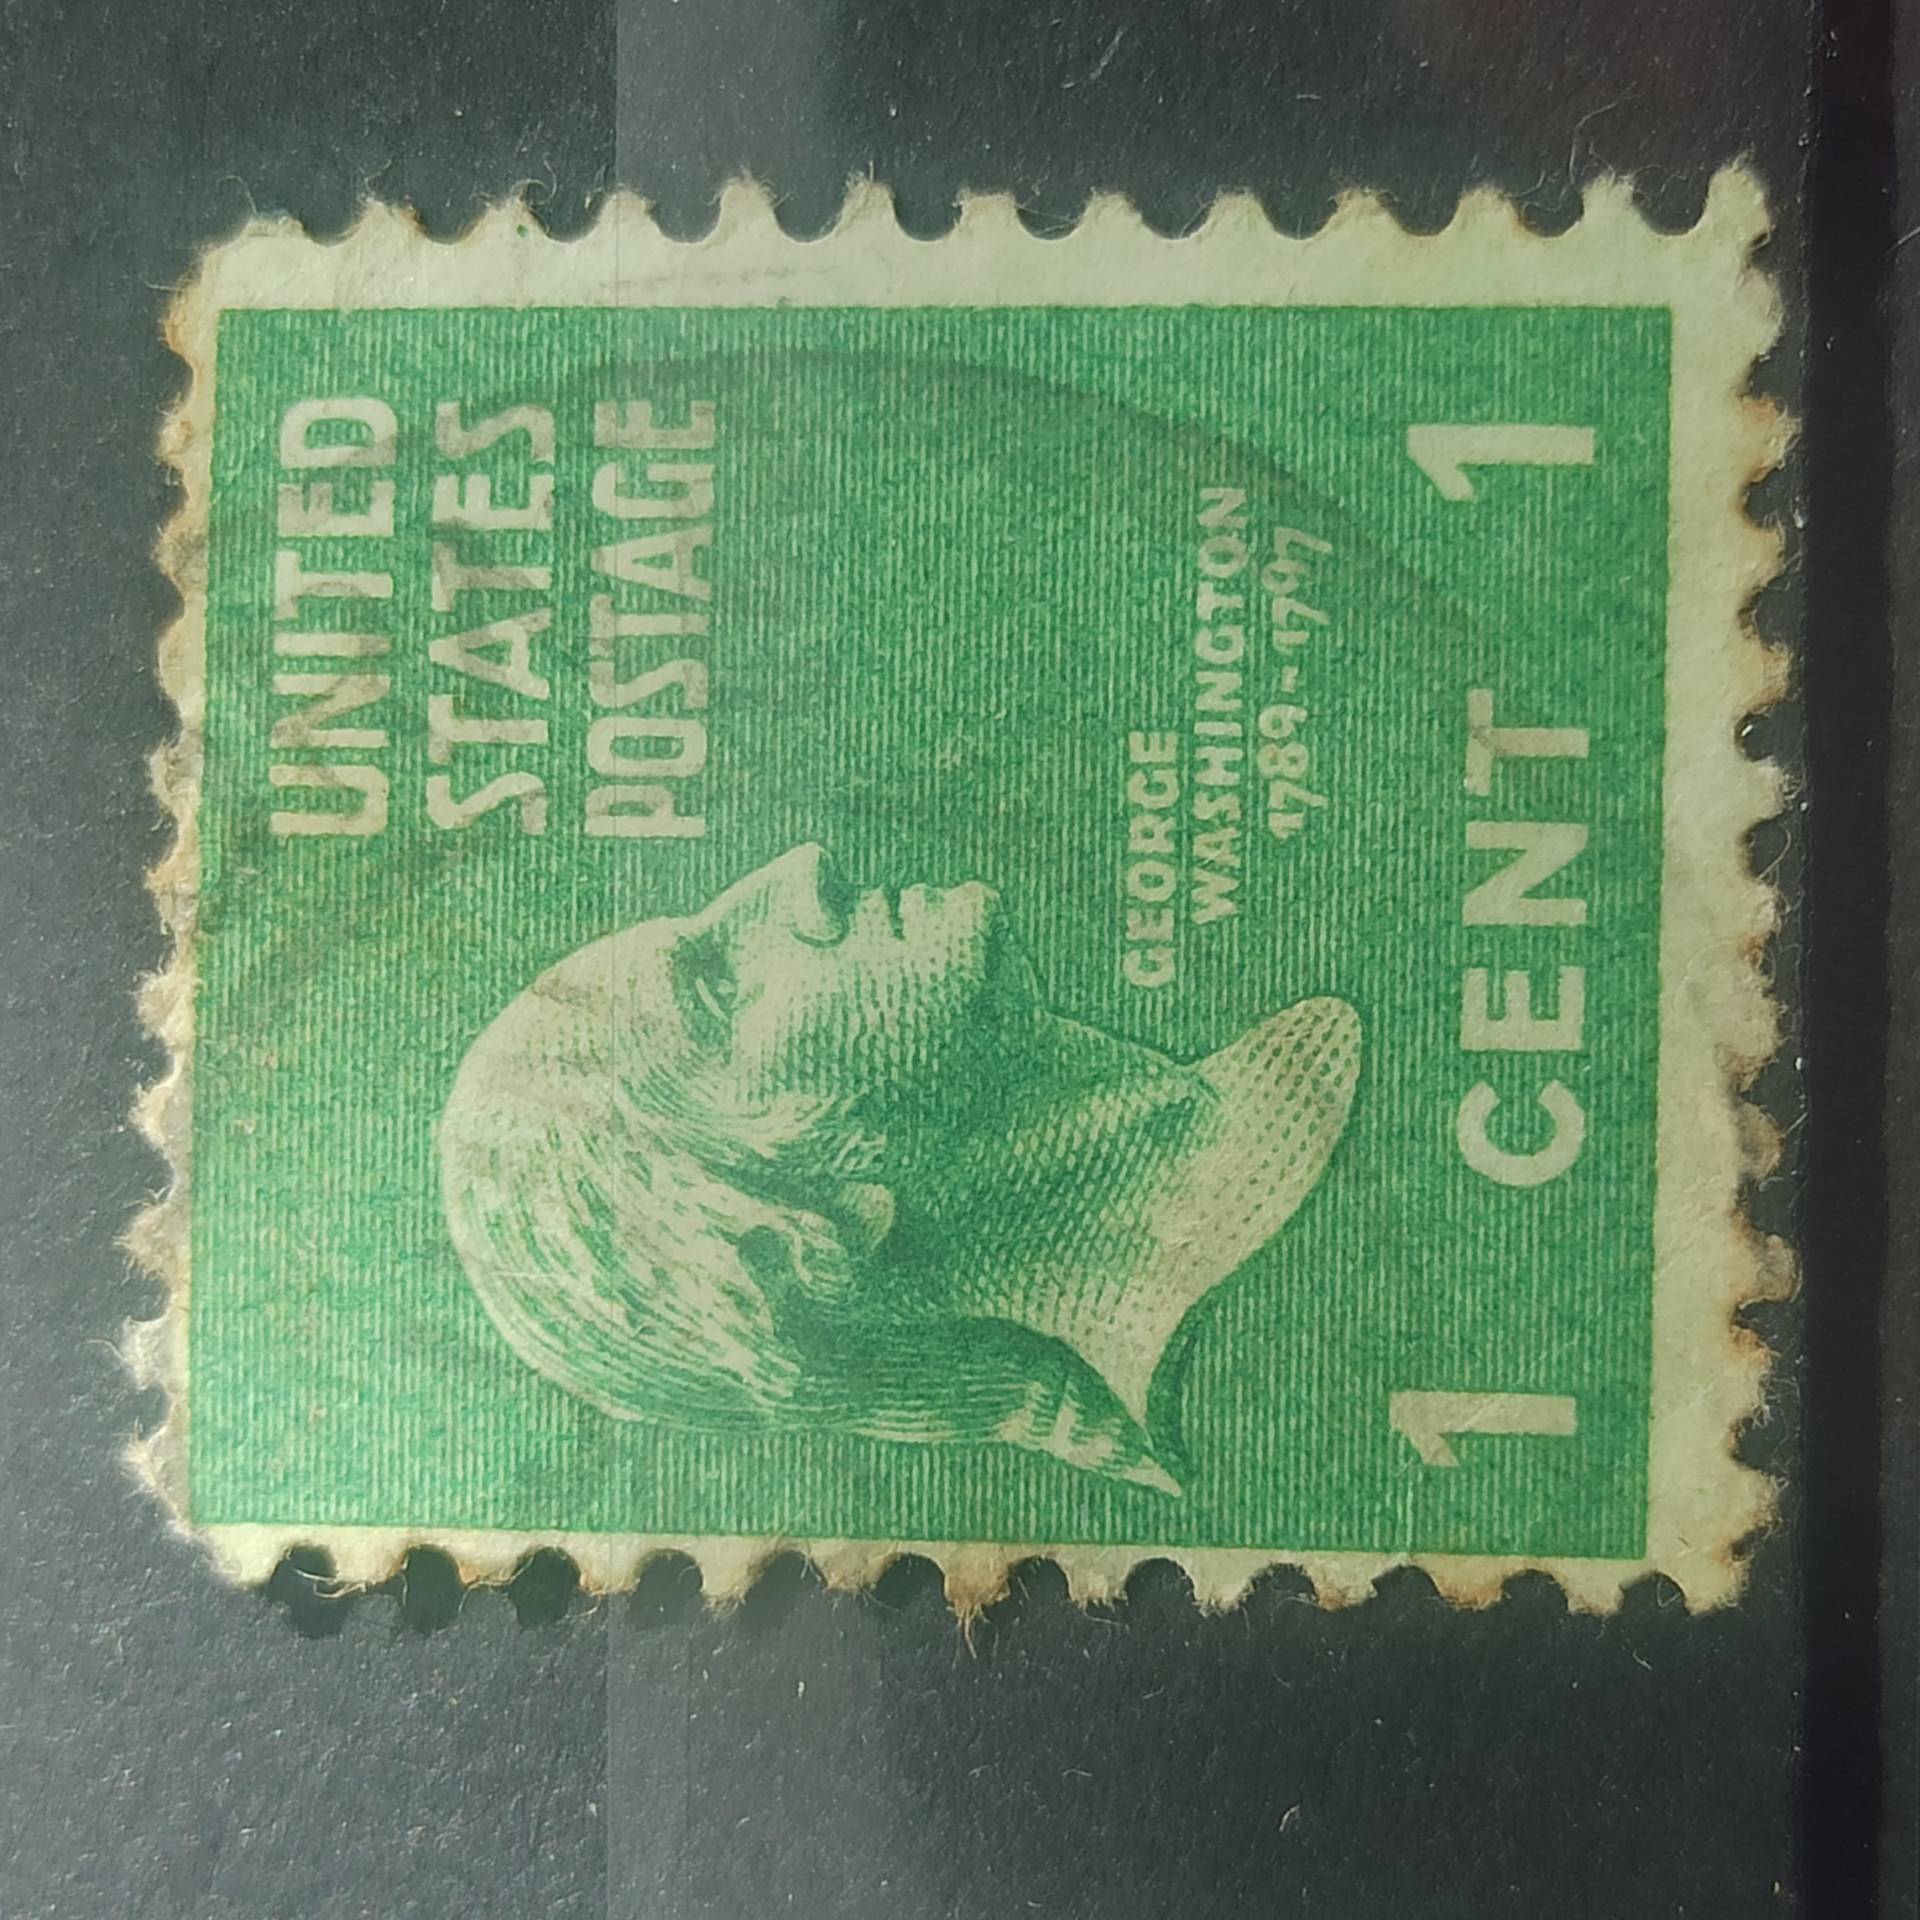 UNITED
STATES
POSTAGE
GEORGE
WASHINGTON
1789-1797
1 CENT 1